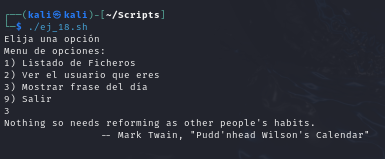 ┌──(kali㉿kali)-[~/Scripts]
└─$ ./ej_18.sh
Elija una opción
Menu de opciones:
1) Listado de Ficheros
2) Ver el usuario que eres
3) Mostrar frase del dia
9) Salir
3
Nothing so needs reforming as other people's habits.
-- Mark Twain, "Pudd'nhead Wilson's Calendar"